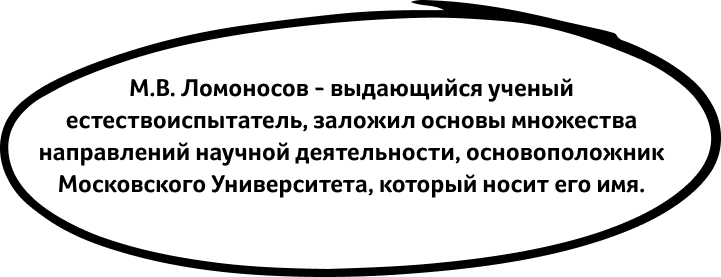 М.В. Ломоносов - выдающийся ученый
естествоиспытатель, заложил основы множества
направлений научной деятельности, основоположник
Московского Университета, который носит его имя.